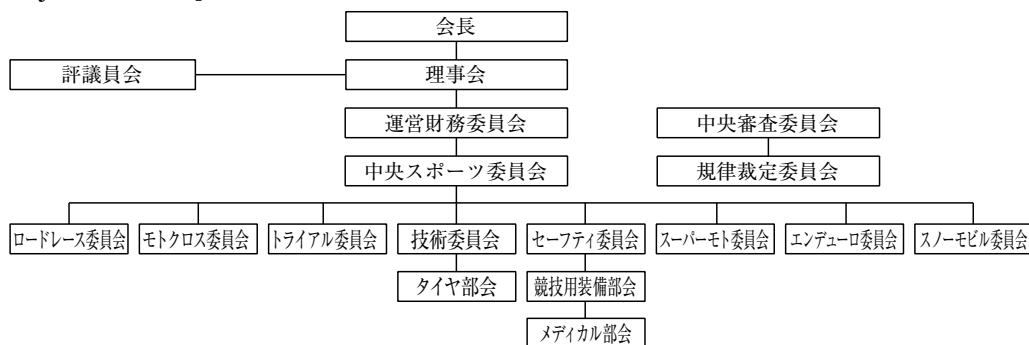 会長
評議員会 理事会
運営財務委員会 中央審査委員会
中央スポーツ委員会 規律裁定委員会
ロードレース委員会 モトクロス委員会 トライアル委員会 技術委員会 セーフティ委員会 スーパーモト委員会 エンデューロ委員会 スノーモビル委員会
タイヤ部会 競技用装備部会
メディカル部会